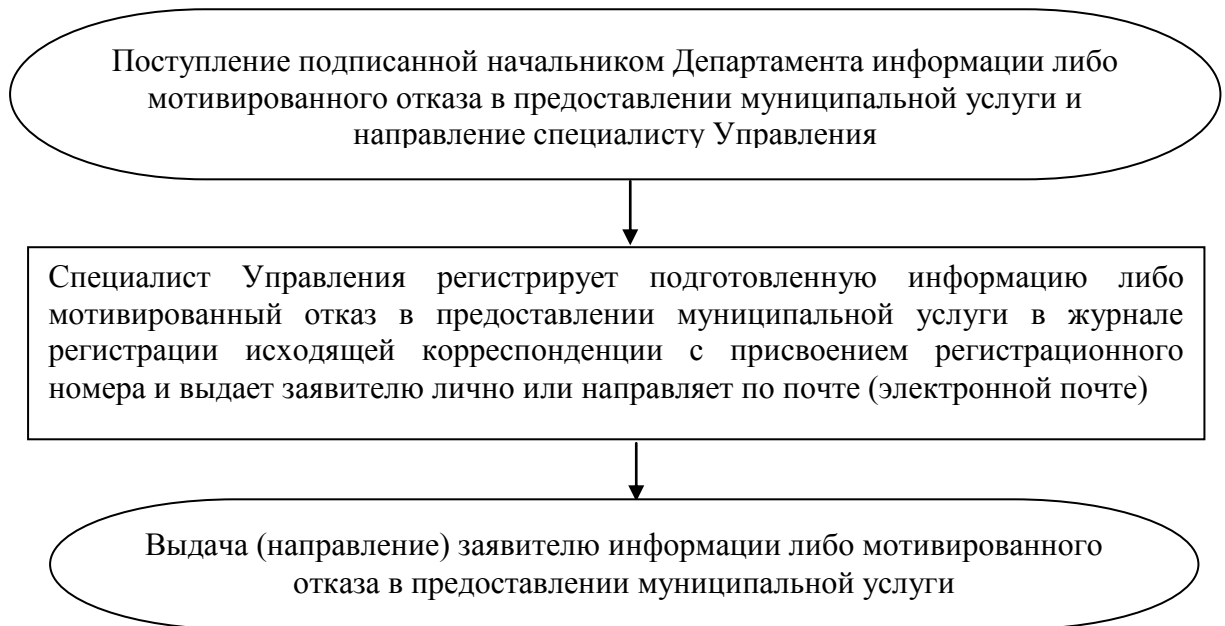 Поступление подписанной начальником Департамента информации либо
мотивированного отказа в предоставлении муниципальной услуги и
направление специалисту Управления
Специалист Управления регистрирует подготовленную информацию либо
мотивированный отказ в предоставлении муниципальной услуги в журнале
регистрации исходящей корреспонденции с присвоением регистрационного
номера и выдает заявителю лично или направляет по почте (электронной почте)
Выдача (направление) заявителю информации либо мотивированного
отказа в предоставлении муниципальной услуги